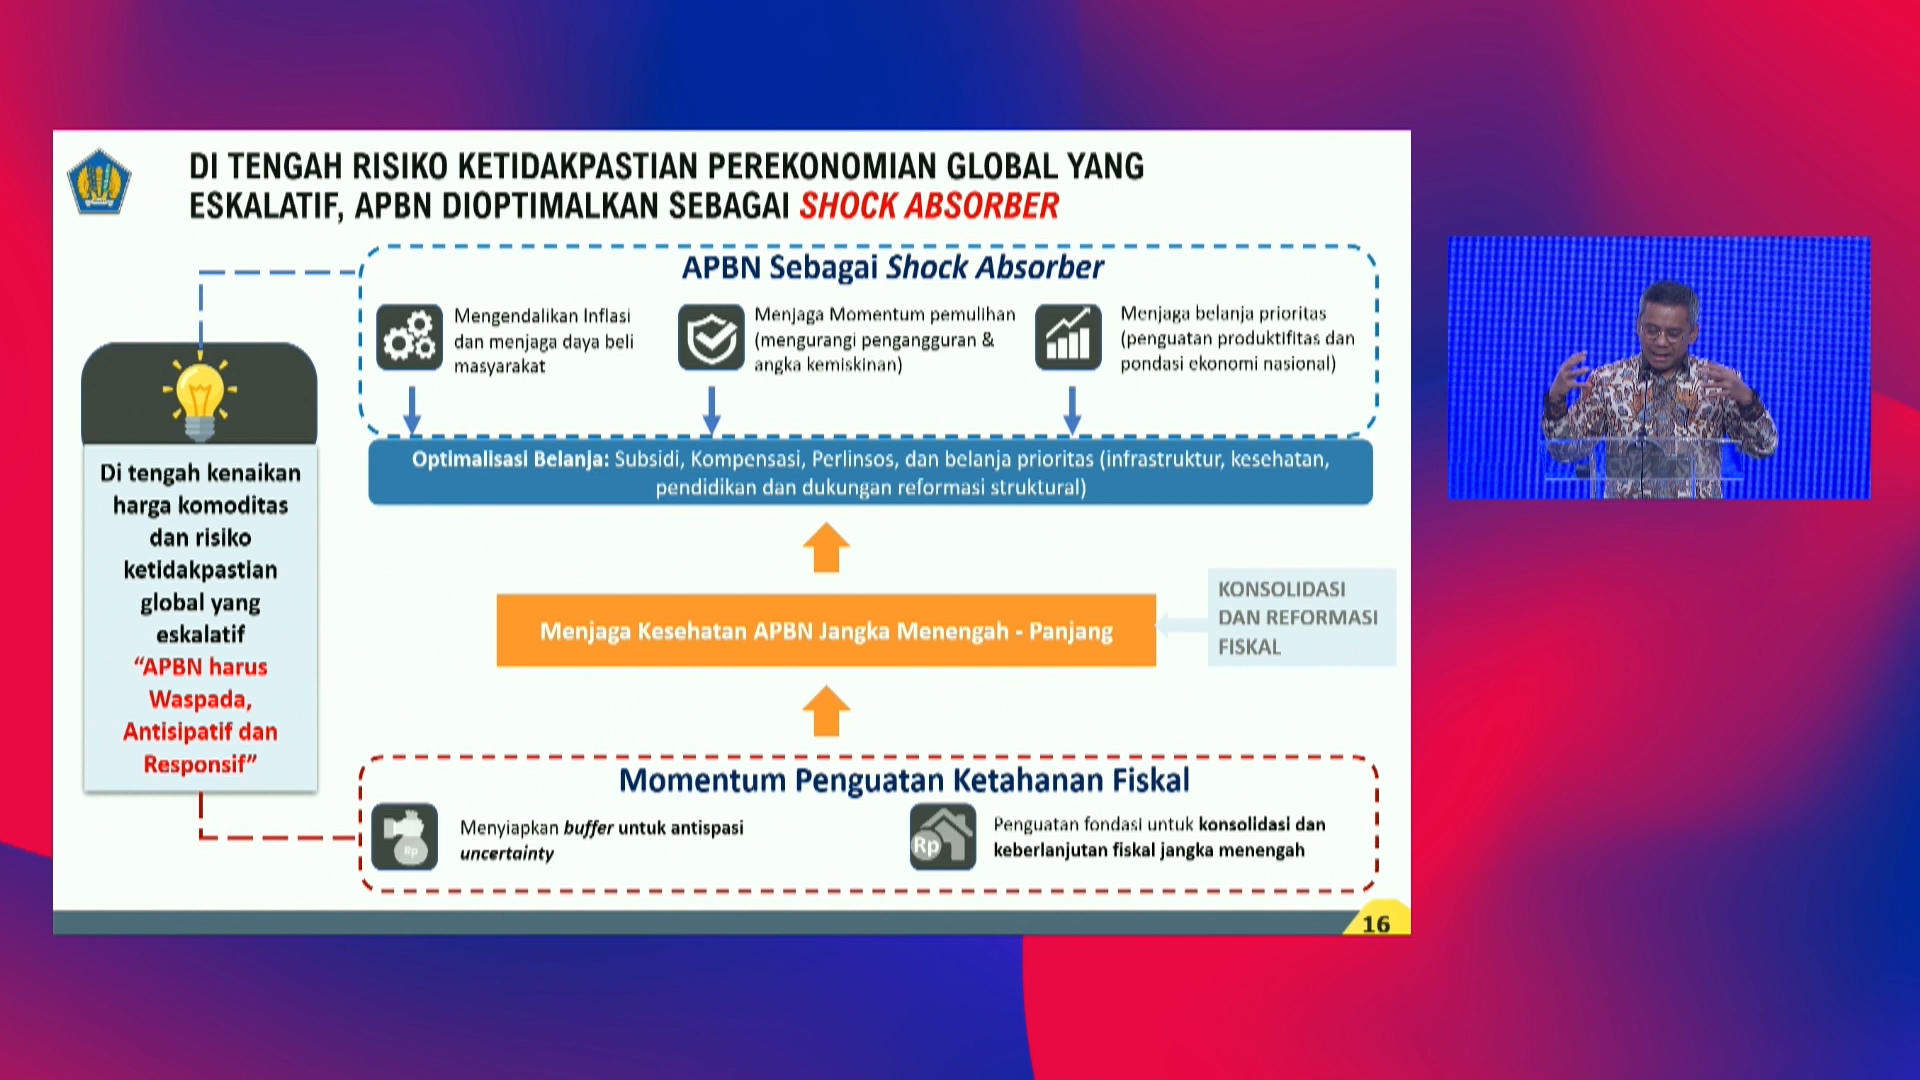 DI TENGAH RISIKO KETIDAKPASTIAN PEREKONOMIAN GLOBAL YANG
ESKALATIF, APBN DIOPTIMALKAN SEBAGAI SHOCK ABSORBER
APBN Sebagai Shock Absorber
Mengendalikan Inflasi
dan menjaga daya beli
masyarakat
Menjaga Momentum pemulihan
(mengurangi pengangguran &
angka kemiskinan)
Menjaga belanja prioritas
(penguatan produktifitas dan
pondasi ekonomi nasional)
Optimalisasi Belanja: Subsidi, Kompensasi, Perlinsos, dan belanja prioritas (infrastruktur, kesehatan,
pendidikan dan dukungan reformasi struktural)
Di tengah kenaikan
harga komoditas
dan risiko
ketidakpastian
global yang
eskalatif
“APBN harus
Waspada,
Antisipatif dan
Responsif”
Menjaga Kesehatan APBN Jangka Menengah - Panjang
KONSOLIDASI
DAN REFORMASI
FISKAL
Momentum Penguatan Ketahanan Fiskal
Rp
Menyiapkan buffer untuk antispasi
uncertainty
Rp
Penguatan fondasi untuk konsolidasi dan
keberlanjutan fiskal jangka menengah
16